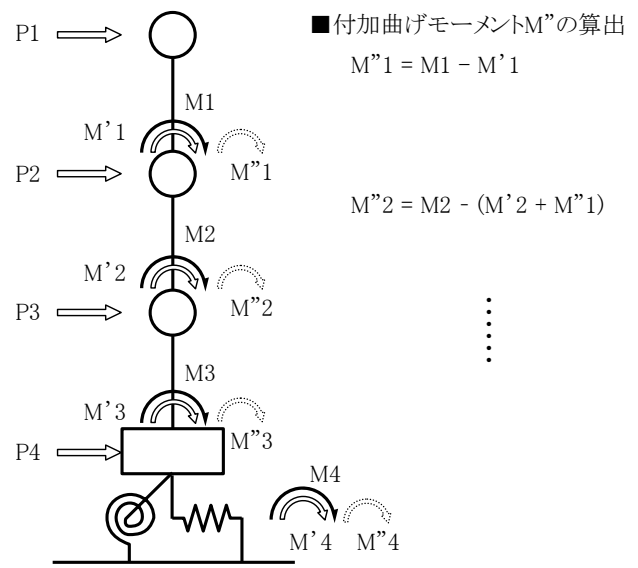 ■付加曲げモーメントM”の算出
P1
M”1 = M1 − M’1
M1
M’1
M”1
P2
M”2 = M2 - (M’2 + M”1)
M2
M’2
M”2
P3
M3
M’3
M”3
P4
M4
M’4
M”4